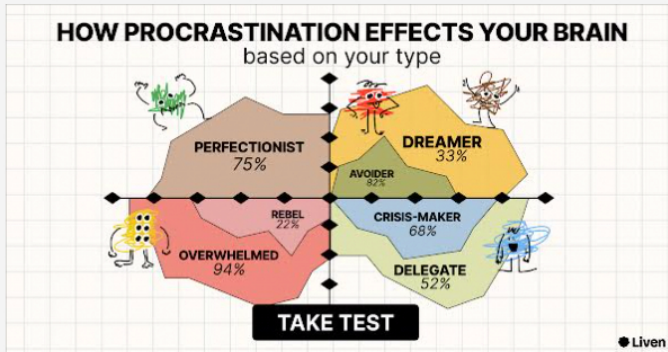 HOW PROCRASTINATION EFFECTS YOUR BRAIN
based on your type
PERFECTIONIST
75%
DREAMER
33%
AVOIDER
82%
REBEL
22%
OVERWHELMED
94%
CRISIS-MAKER
68%
DELEGATE
52%
TAKE TEST
Liven